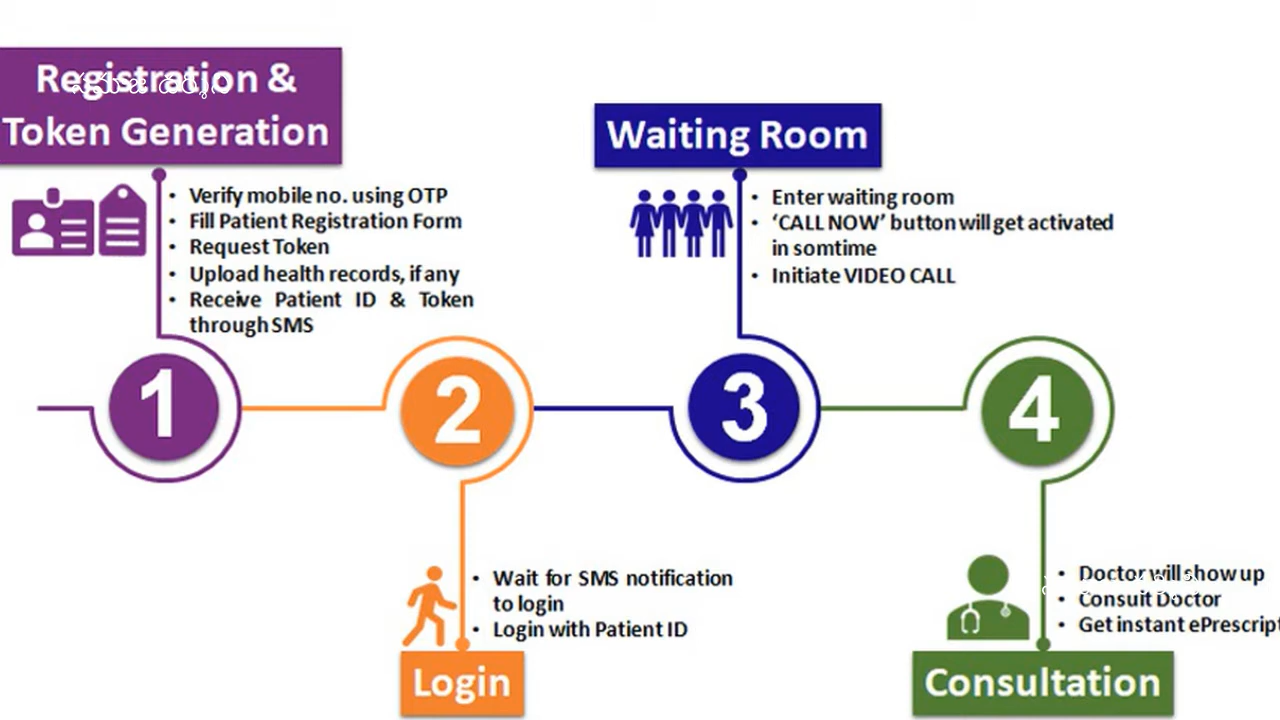 Registration &
Token Generation
• Verify mobile no. using OTP
• Fill Patient Registration Form
• Request Token
• Upload health records, if any
• Receive Patient ID & Token
through SMS
Waiting Room
• Enter waiting room
• ‘CALL NOW’ button will get activated
in somtime
• Initiate VIDEO CALL
1
2
3
4
• Wait for SMS notification
to login
• Login with Patient ID
Login
• Doctor will show up
• Consult Doctor
• Get instant ePrescript
Consultation